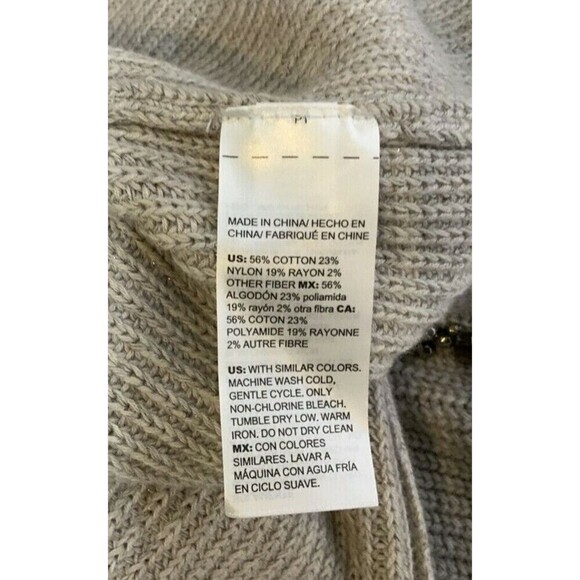 P1
MADE IN CHINA/ HECHO EN
CHINA/ FABRIQUÉ EN CHINE
US: 56% COTTON 23%
NYLON 19% RAYON 2%
OTHER FIBER MX: 56%
ALGODÓN 23% poliamida
19% rayón 2% otra fibra CA:
56% COTON 23%
POLYAMIDE 19% RAYONNE
2% AUTRE FIBRE
US: WITH SIMILAR COLORS.
MACHINE WASH COLD,
GENTLE CYCLE. ONLY
NON-CHLORINE BLEACH.
TUMBLE DRY LOW. WARM
IRON. DO NOT DRY CLEAN
MX: CON COLORES
SIMILARES. LAVAR A
MÁQUINA CON AGUA FRÍA
EN CICLO SUAVE.